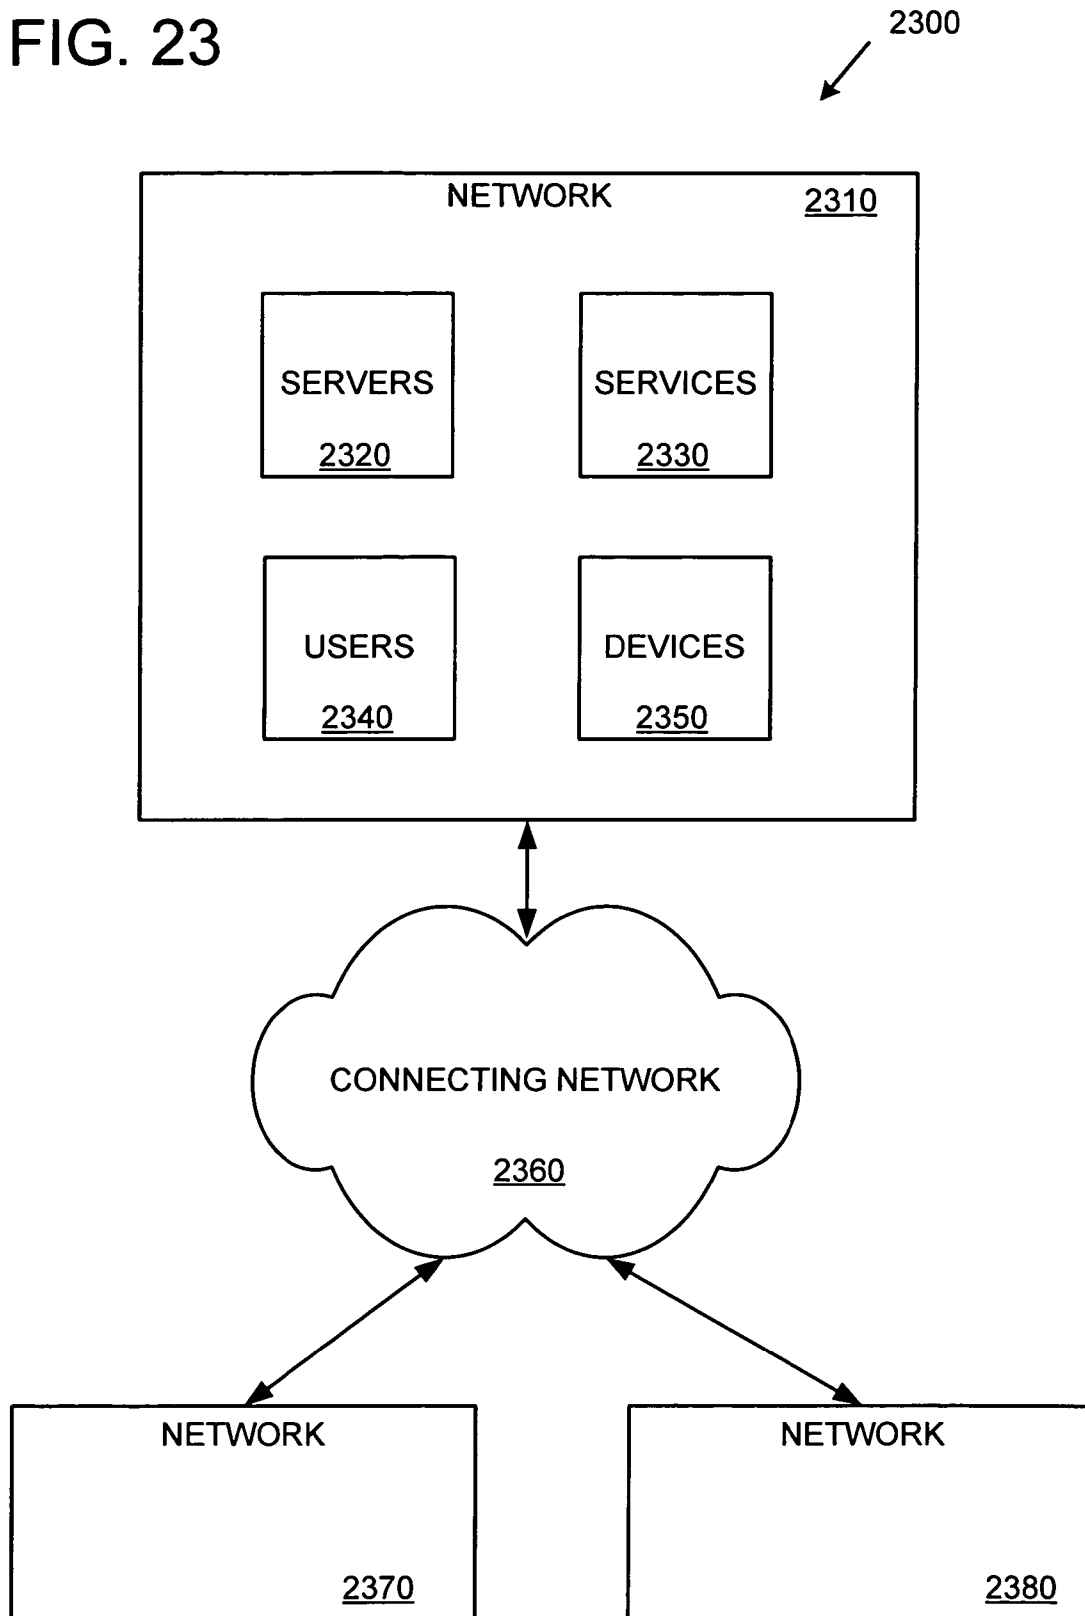 FIG. 23
2300
NETWORK
2310
SERVERS
2320
SERVICES
2330
USERS
2340
DEVICES
2350
CONNECTING NETWORK
2360
NETWORK
2370
NETWORK
2380